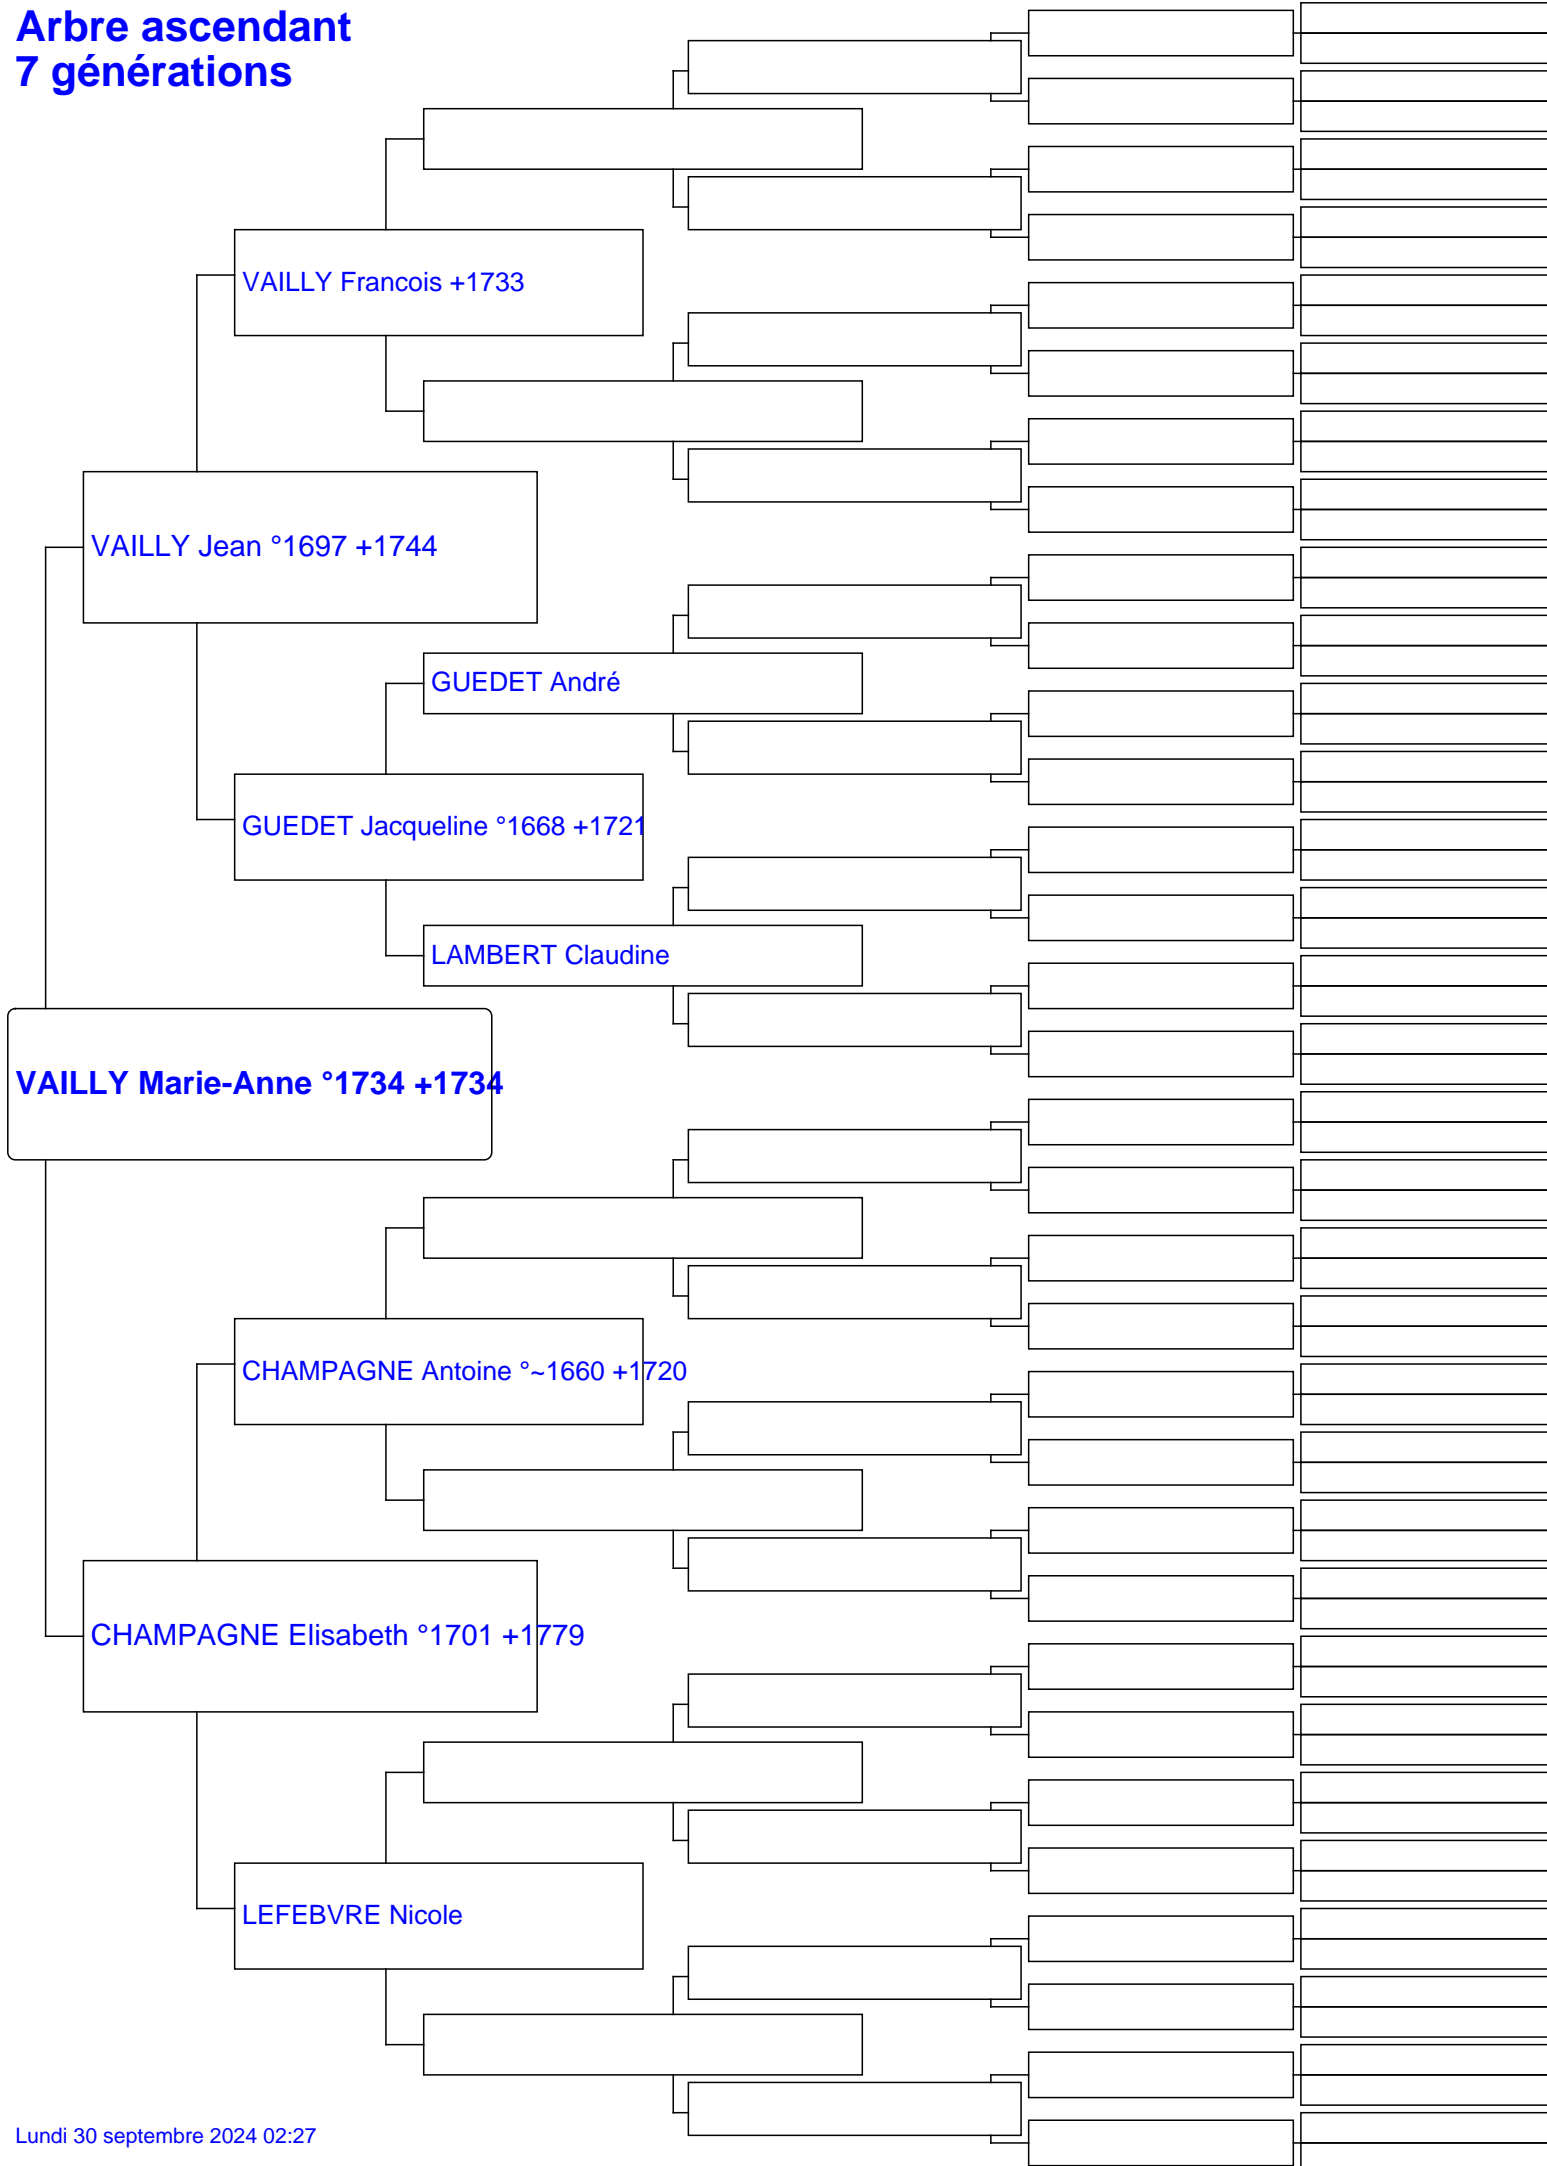 Arbre ascendant
7 générations
VAILLY Francois +1733
VAILLY Jean °1697 +1744
GUEDET André
GUEDET Jacqueline °1668 +1721
LAMBERT Claudine
VAILLY Marie-Anne °1734 +1734
CHAMPAGNE Antoine °~1660 +1720
CHAMPAGNE Elisabeth °1701 +1779
LEFEBVRE Nicole
Lundi 30 septembre 2024 02:27